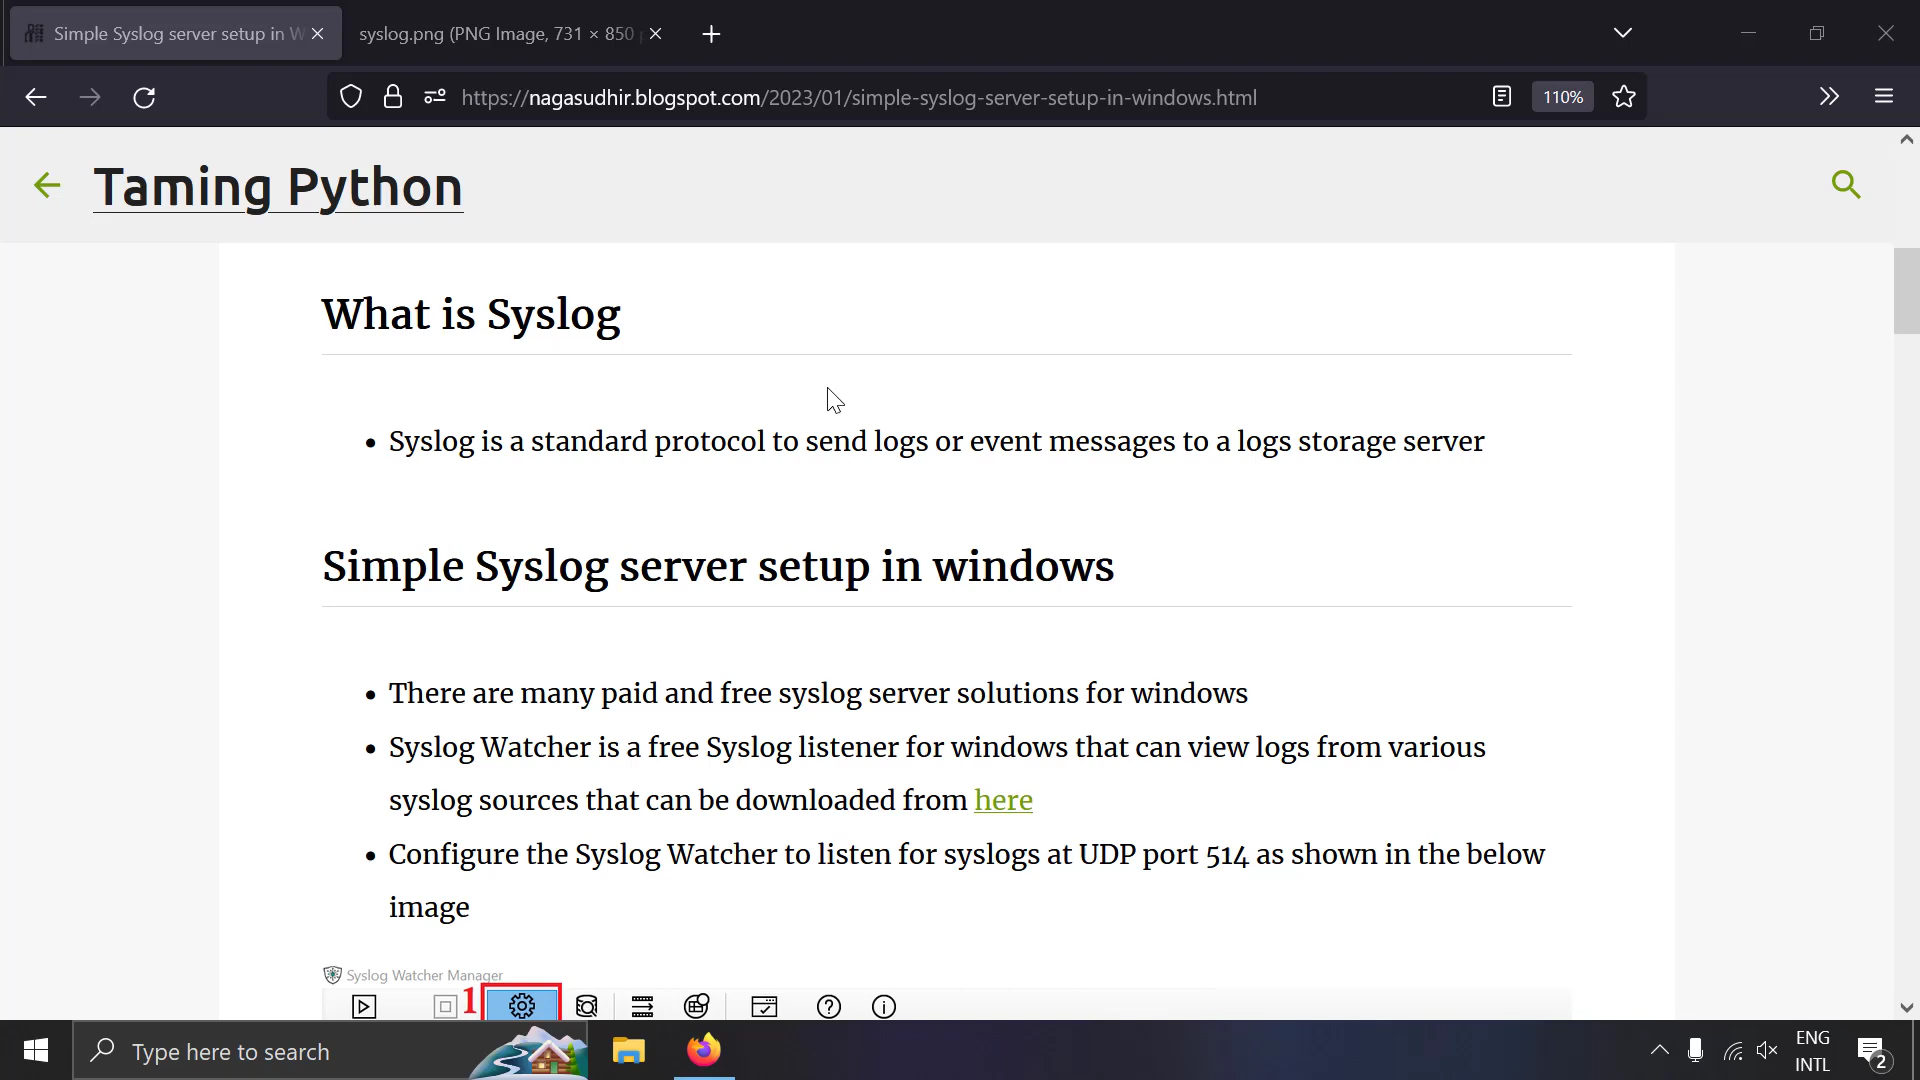 Simple Syslog server setup in W
syslog.png (PNG Image, 731 × 850
https://nagasudhir.blogspot.com/2023/01/simple-syslog-server-setup-in-windows.html
110%
Taming Python
What is Syslog
Syslog is a standard protocol to send logs or event messages to a logs storage server
Simple Syslog server setup in windows
There are many paid and free syslog server solutions for windows
Syslog Watcher is a free Syslog listener for windows that can view logs from various
syslog sources that can be downloaded from here
Configure the Syslog Watcher to listen for syslogs at UDP port 514 as shown in the below
image
Syslog Watcher Manager
1
Type here to search
ENG
INTL
2